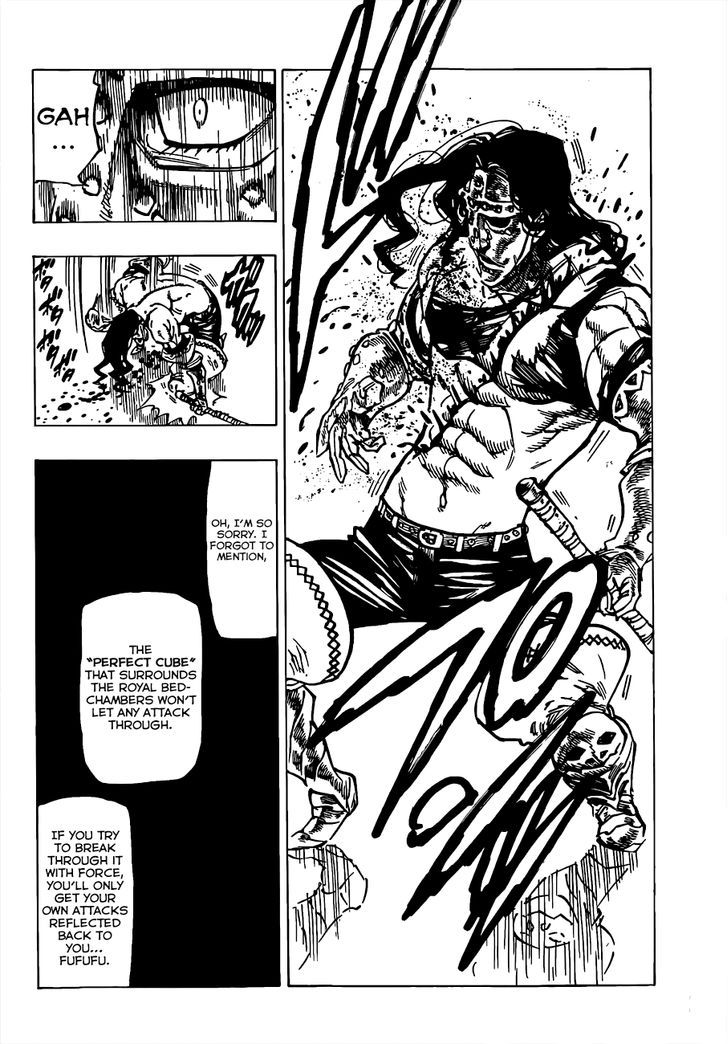 GAH
...
OH, I'M SO
SORRY. I
FORGOT TO
MENTION,
THE
"PERFECT CUBE"
THAT SURROUNDS
THE ROYAL BED-
CHAMBERS WON'T
LET ANY ATTACK
THROUGH.
IF YOU TRY
TO BREAK
THROUGH IT
WITH FORCE,
YOU'LL ONLY
GET YOUR
OWN ATTACKS
REFLECTED
BACK TO
YOU...
FUFUFU.